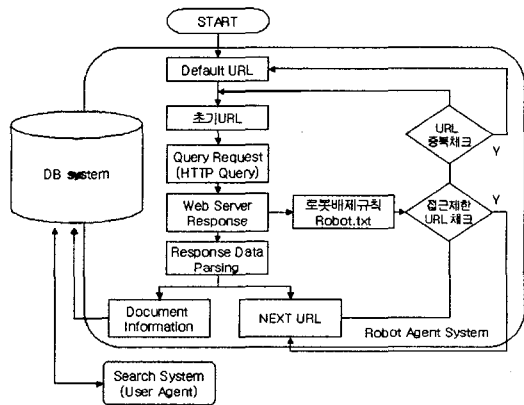 START
Default URL
초기URL
URL
중복체크
Y
Query Request
(HTTP Query)
DB system
Web Server
Response
로봇배제규칙
Robot.txt
접근제한
URL 체크
Y
Response Data
Parsing
Document
Information
NEXT URL
Robot Agent System
Search System
(User Agent)